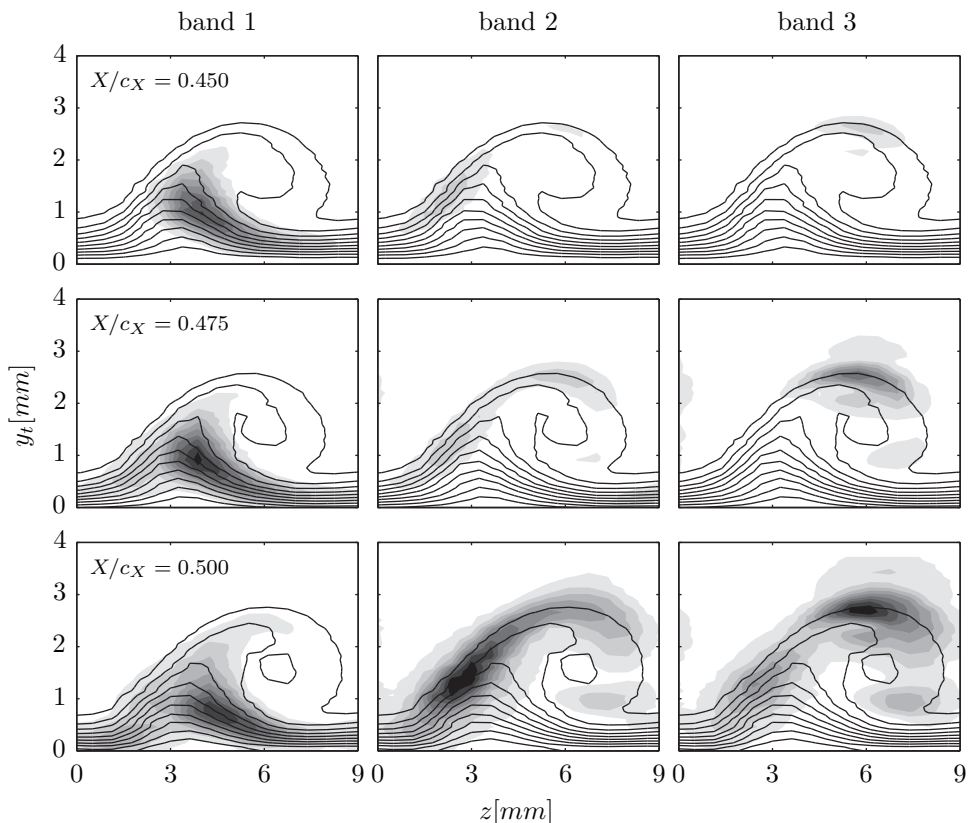 band 1 band 2 band 3
4
X/c_X = 0.450
3
2
1
0
4
X/c_X = 0.475
3
2
1
0
y_t[mm]
4
X/c_X = 0.500
3
2
1
0
0 3 6 9 0 3 6 9 0 3 6 9
z[mm]